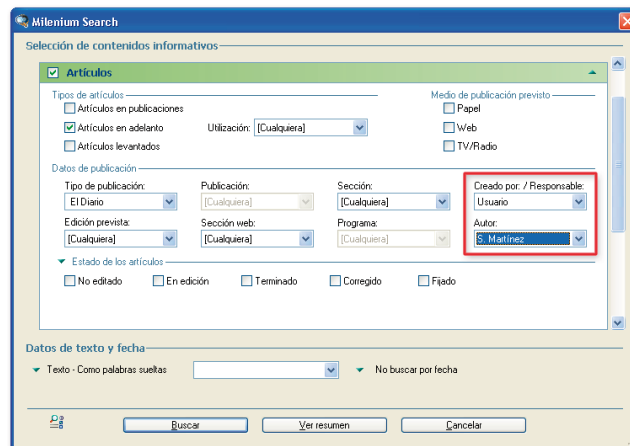 Milenium Search
Selección de contenidos informativos
Artículos
Tipos de artículos
Medio de publicación previsto
Artículos en publicaciones
Papel
Artículos en adelanto
Utilización:
[Cualquiera]
Web
Artículos levantados
TV/Radio
Datos de publicación
Tipo de publicación:
Publicación:
Sección:
Creado por: / Responsable:
El Diario
[Cualquiera]
[Cualquiera]
Usuario
Edición prevista:
Sección web:
Programa:
Autor:
[Cualquiera]
[Cualquiera]
[Cualquiera]
S. Martínez
Estado de los artículos
No editado
En edición
Terminado
Corregido
Fijado
Datos de texto y fecha
Texto - Como palabras sueltas
No buscar por fecha
Buscar
Ver resumen
Cancelar